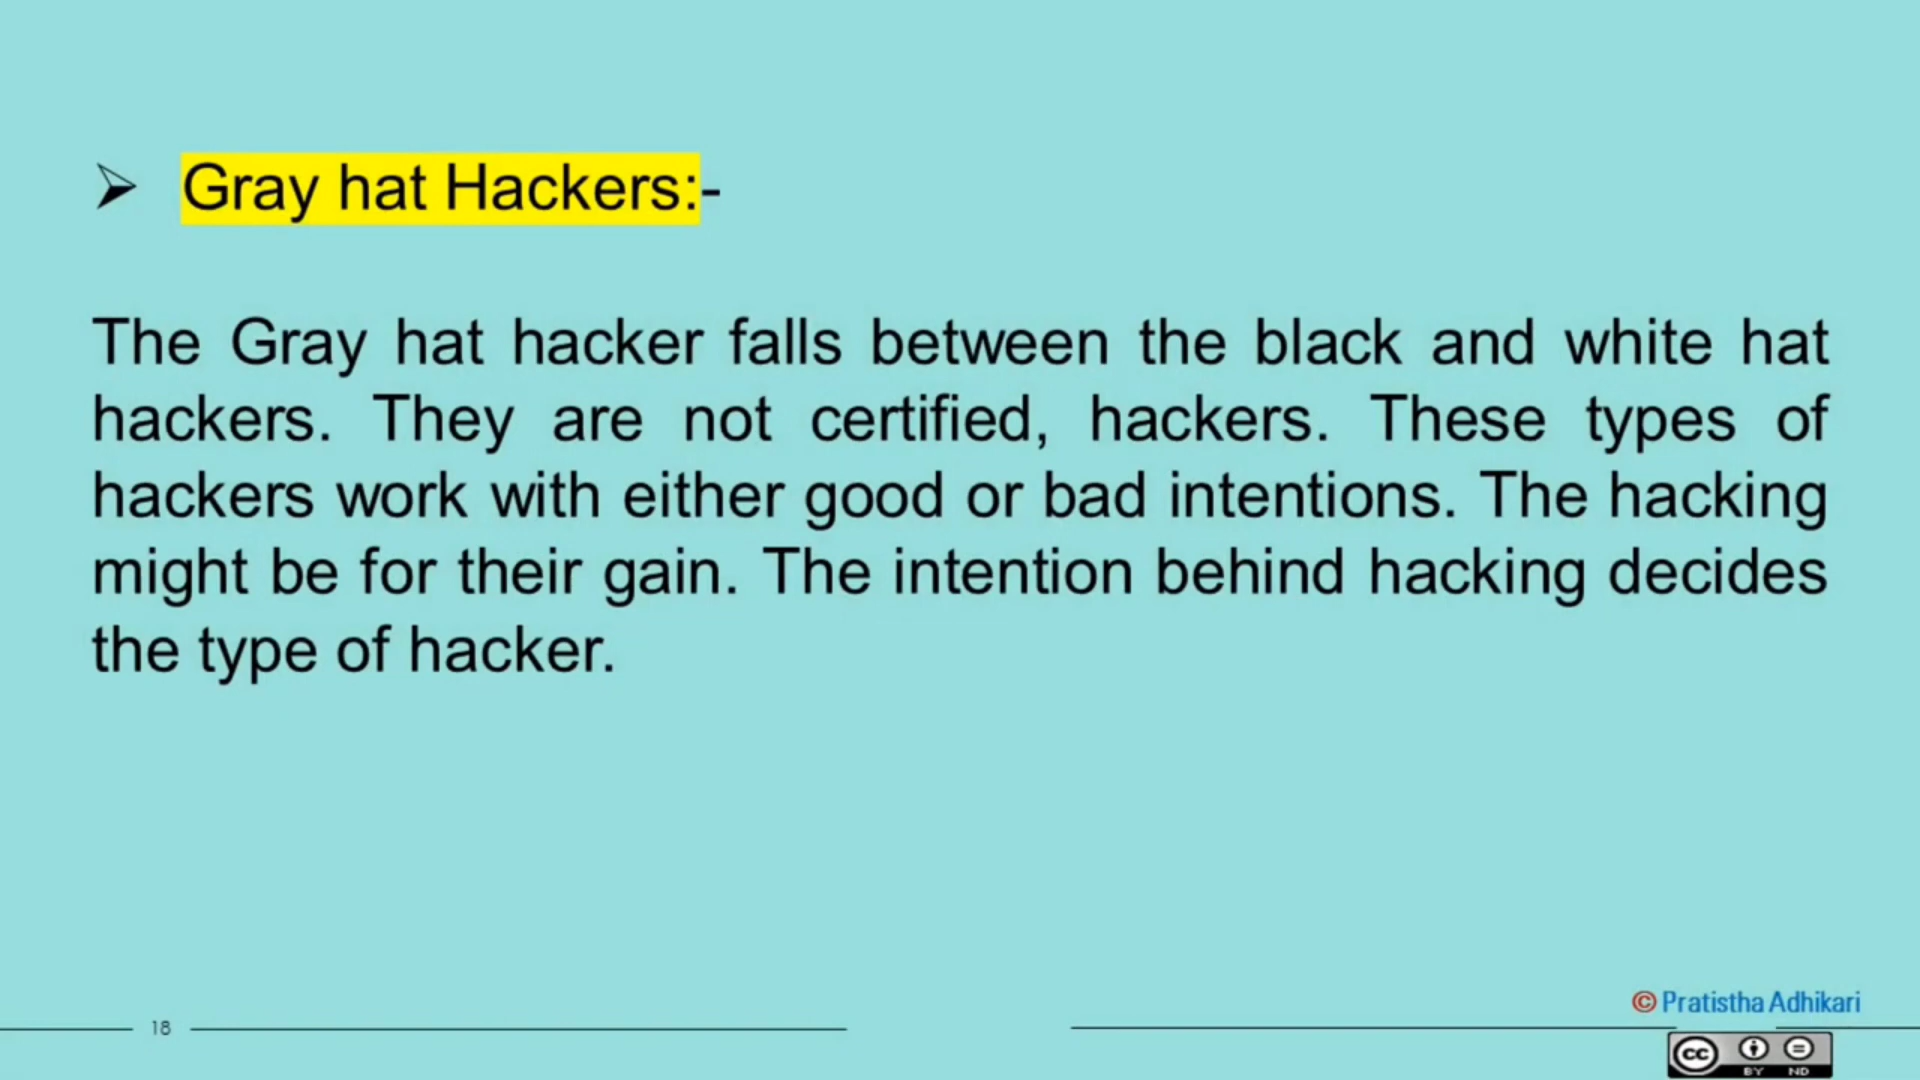 Gray hat Hackers:-
The Gray hat hacker falls between the black and white hat
hackers. They are not certified, hackers. These types of
hackers work with either good or bad intentions. The hacking
might be for their gain. The intention behind hacking decides
the type of hacker.
© Pratistha Adhikari
18
CC BY ND